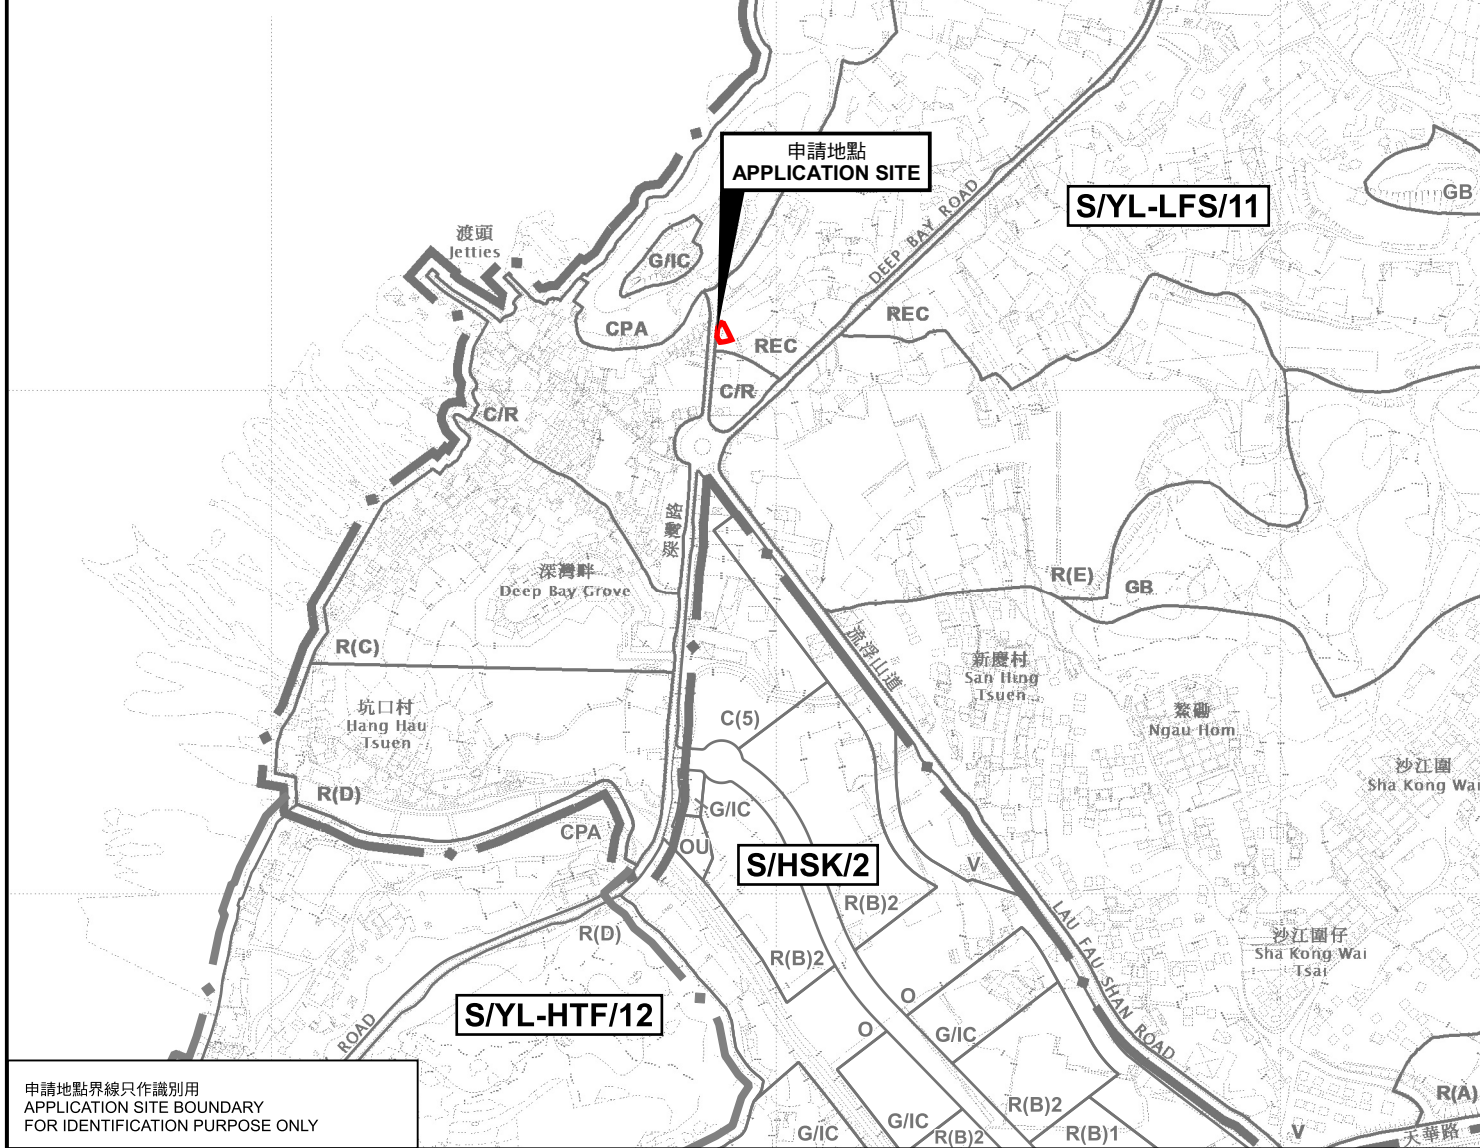 申請地點
APPLICATION SITE
S/YL-LFS/11
GB
渡頭
Jetties
G/IC
DEEP BAY ROAD
CPA
REC
REC
C/R
C/R
深灣路
深灣畔
Deep Bay Grove
R(E)
GB
R(C)
流浮山道
新慶村
San Hing
Tsuen
坑口村
Hang Hau
Tsuen
C(5)
鰲磡
Ngau Hom
沙江圍
Sha Kong Wai
R(D)
G/IC
CPA
OU
S/HSK/2
V
R(B)2
LAU FAU SHAN ROAD
R(D)
沙江圍仔
Sha Kong Wai
Tsai
R(B)2
O
S/YL-HTF/12
O
G/IC
ROAD
申請地點界線只作識別用
APPLICATION SITE BOUNDARY
FOR IDENTIFICATION PURPOSE ONLY
R(A)
R(B)2
G/IC
G/IC
R(B)2
R(B)1
V
天華路